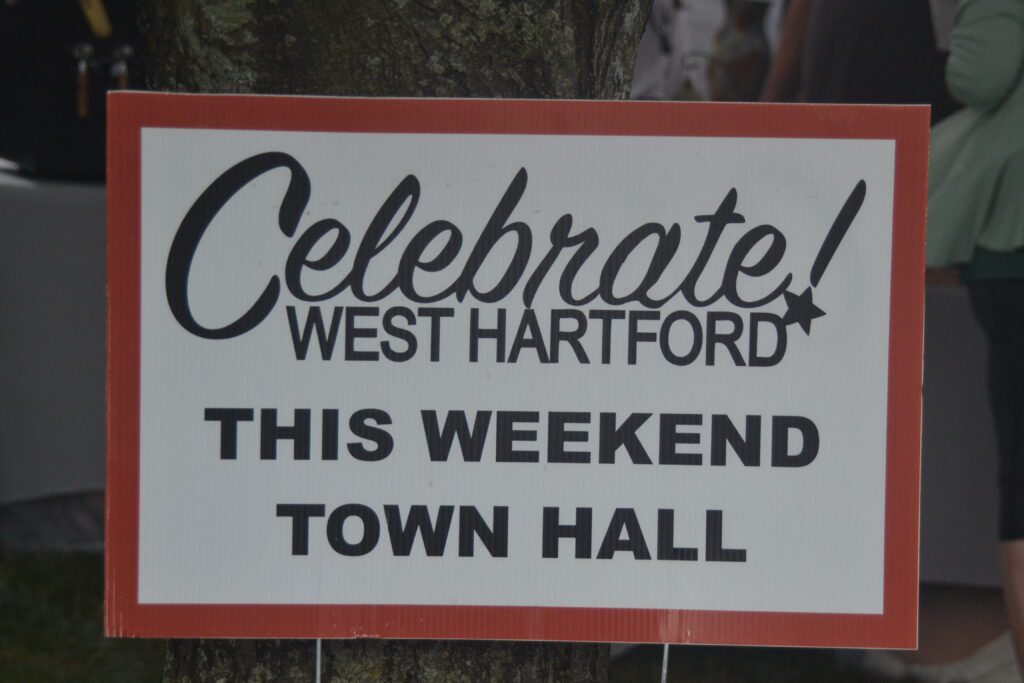 Celebrate!
WEST HARTFORD
THIS WEEKEND
TOWN HALL